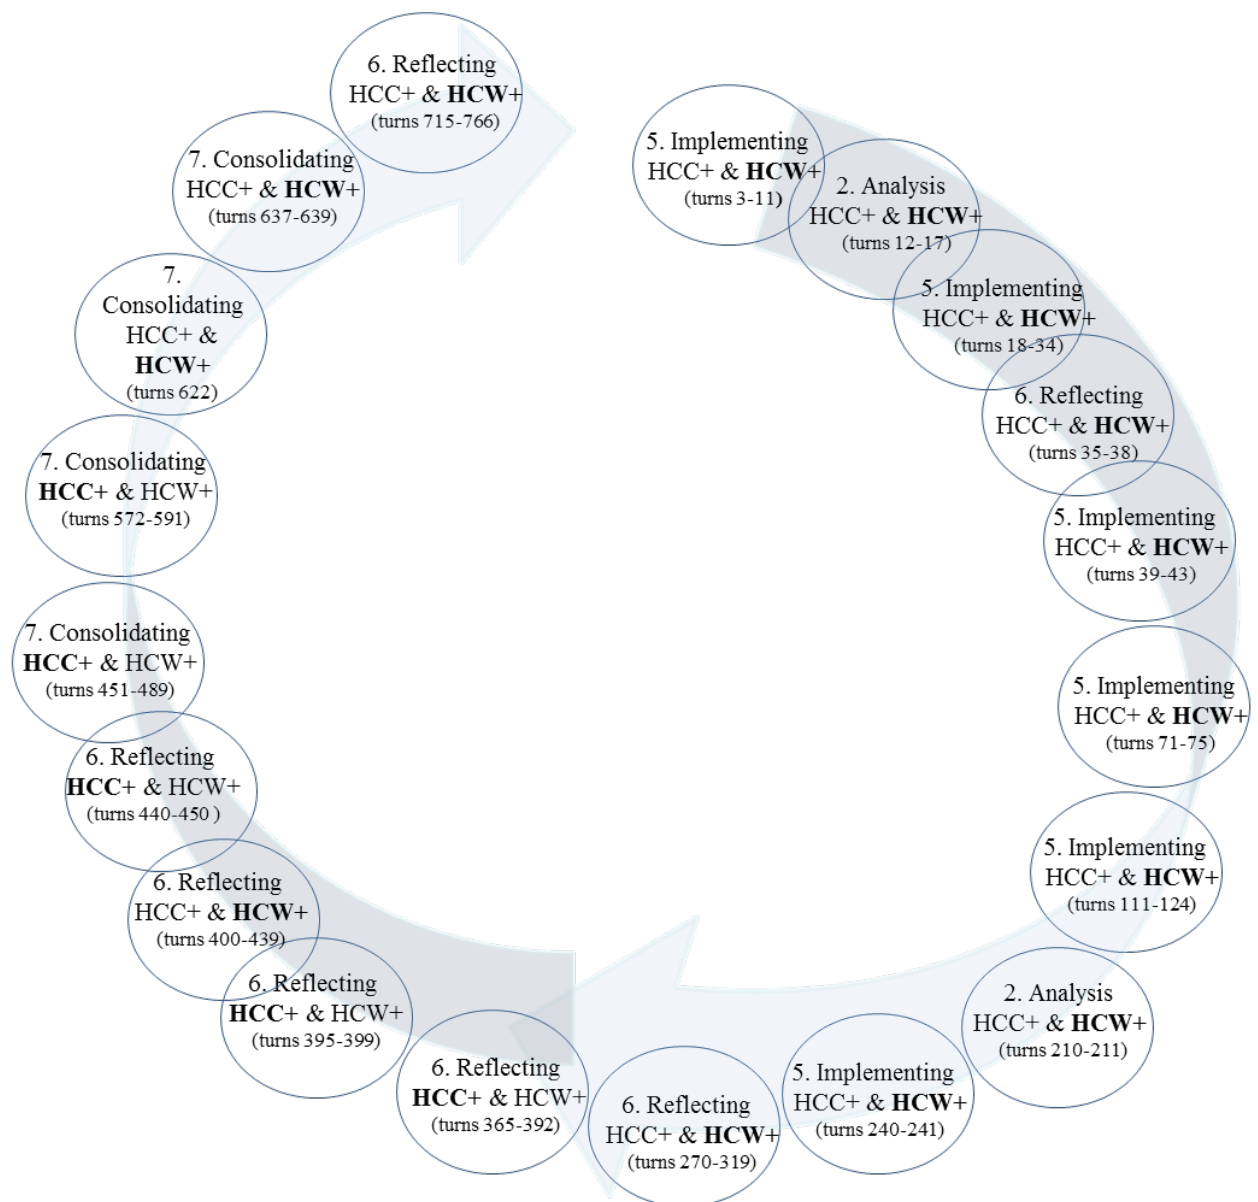 5. Implementing
HCC+ & HCW+
(turns 3-11)
2. Analysis
HCC+ & HCW+
(turns 12-17)
5. Implementing
HCC+ & HCW+
(turns 18-34)
6. Reflecting
HCC+ & HCW+
(turns 35-38)
5. Implementing
HCC+ & HCW+
(turns 39-43)
5. Implementing
HCC+ & HCW+
(turns 71-75)
5. Implementing
HCC+ & HCW+
(turns 111-124)
2. Analysis
HCC+ & HCW+
(turns 210-211)
5. Implementing
HCC+ & HCW+
(turns 240-241)
6. Reflecting
HCC+ & HCW+
(turns 270-319)
6. Reflecting
HCC+ & HCW+
(turns 365-392)
6. Reflecting
HCC+ & HCW+
(turns 395-399)
6. Reflecting
HCC+ & HCW+
(turns 400-439)
6. Reflecting
HCC+ & HCW+
(turns 440-450 )
7. Consolidating
HCC+ & HCW+
(turns 451-489)
7. Consolidating
HCC+ & HCW+
(turns 572-591)
7.
Consolidating
HCC+ &
HCW+
(turns 622)
7. Consolidating
HCC+ & HCW+
(turns 637-639)
6. Reflecting
HCC+ & HCW+
(turns 715-766)